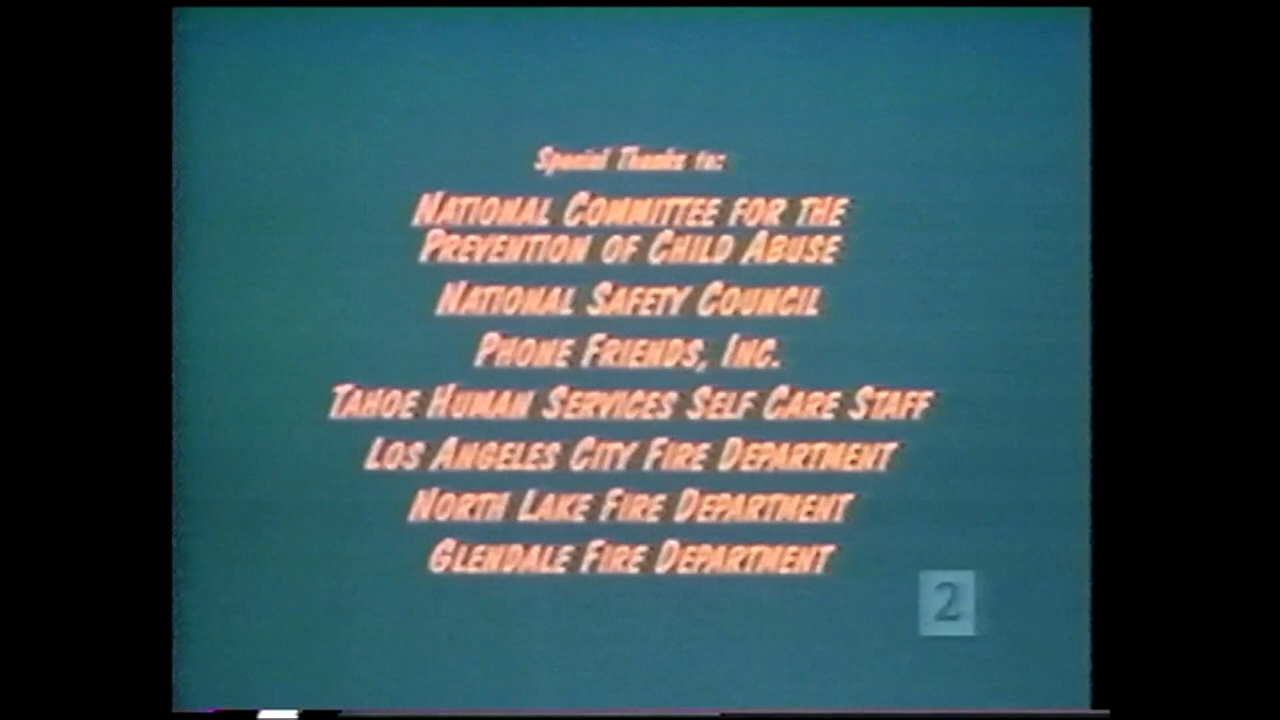 Special Thanks to:
NATIONAL COMMITTEE FOR THE
PREVENTION OF CHILD ABUSE
NATIONAL SAFETY COUNCIL
PHONE FRIENDS, INC.
TAHOE HUMAN SERVICES SELF CARE STAFF
LOS ANGELES CITY FIRE DEPARTMENT
NORTH LAKE FIRE DEPARTMENT
GLENDALE FIRE DEPARTMENT
2